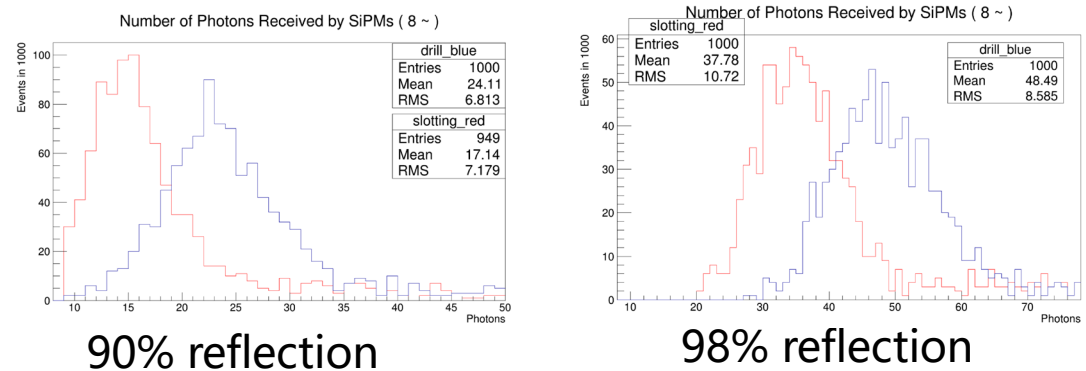 Number of Photons Received by SiPMs ( 8 ~ )
Events in 1000
100
80
60
40
20
0
10
15
20
25
30
35
40
45
50
Photons
drill_blue
Entries 1000
Mean 24.11
RMS 6.813
slotting_red
Entries 949
Mean 17.14
RMS 7.179
90% reflection
Number of Photons Received by SiPMs ( 8 ~ )
Events in 1000
60
50
40
30
20
10
0
10
20
30
40
50
60
70
Photons
slotting_red
Entries 1000
Mean 37.78
RMS 10.72
drill_blue
Entries 1000
Mean 48.49
RMS 8.585
98% reflection